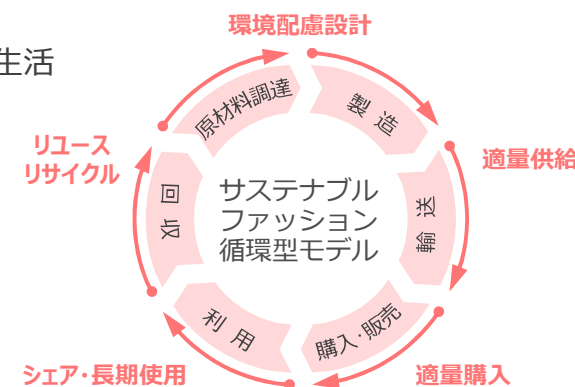 環境配慮設計
生活
原材料調達
製造
リユース
リサイクル
適量供給
回収
サステナブル
ファッション
循環型モデル
輸送
利用
購入・販売
シェア・長期使用
適量購入